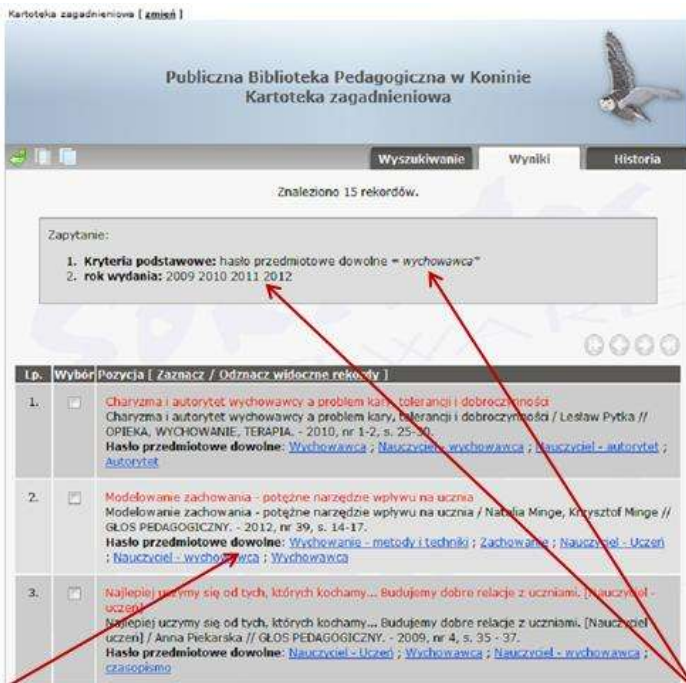 Kartoteka zagadnieniowa [ zmień ]
Publiczna Biblioteka Pedagogiczna w Koninie
Kartoteka zagadnieniowa
Wyszukiwanie Wyniki Historia
Znaleziono 15 rekordów.
Zapytanie:
1. Kryteria podstawowe: hasło przedmiotowe dowolne = wychowawca*
2. rok wydania: 2009 2010 2011 2012
Lp. Wybór Pozycja [ Zaznacz / Odznacz widoczne rekordy ]
1. Charyzma i autorytet wychowawcy a problem kary, tolerancji i dobroczynności
Charyzma i autorytet wychowawcy a problem kary, tolerancji i dobroczynności / Lesław Pytka //
OPIEKA, WYCHOWANIE, TERAPIA. - 2010, nr 1-2, s. 25-30.
Hasło przedmiotowe dowolne: Wychowawca ; Nauczyciel - wychowawca ; Nauczyciel - autorytet ;
Autorytet
2. Modelowanie zachowania - potężne narzędzie wpływu na ucznia
Modelowanie zachowania - potężne narzędzie wpływu na ucznia / Natalia Minge, Krzysztof Minge //
GŁOS PEDAGOGICZNY. - 2012, nr 39, s. 14-17.
Hasło przedmiotowe dowolne: Wychowanie - metody i techniki ; Zachowanie ; Nauczyciel - Uczeń
; Nauczyciel - wychowawca ; Wychowawca
3. Najlepiej uczymy się od tych, których kochamy... Budujemy dobre relacje z uczniami. [Nauczyciel -
uczeń]
Najlepiej uczymy się od tych, których kochamy... Budujemy dobre relacje z uczniami. [Nauczyciel -
uczeń] / Anna Piekarska // GŁOS PEDAGOGICZNY. - 2009, nr 4, s. 35 - 37.
Hasło przedmiotowe dowolne: Nauczyciel - Uczeń ; Wychowawca ; Nauczyciel - wychowawca ;
czasopismo